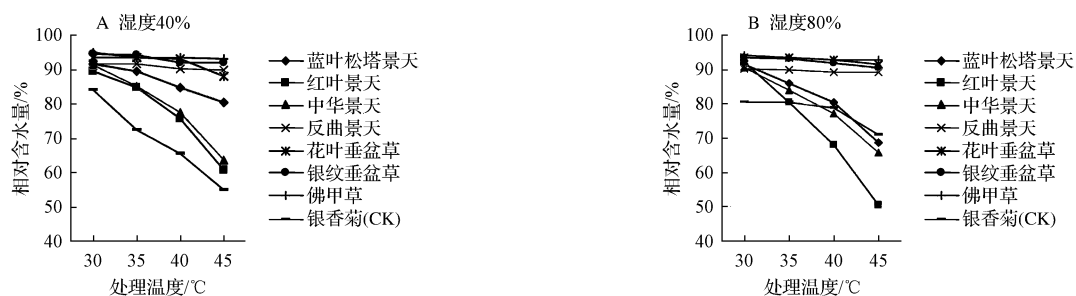 A 湿度40%
100
90
80
70
60
50
40
相对含水量/%
30 35 40 45
处理温度/℃
蓝叶松塔景天
红叶景天
中华景天
反曲景天
花叶垂盆草
银纹垂盆草
佛甲草
银香菊(CK)
B 湿度80%
100
90
80
70
60
50
40
相对含水量/%
30 35 40 45
处理温度/℃
蓝叶松塔景天
红叶景天
中华景天
反曲景天
花叶垂盆草
银纹垂盆草
佛甲草
银香菊(CK)